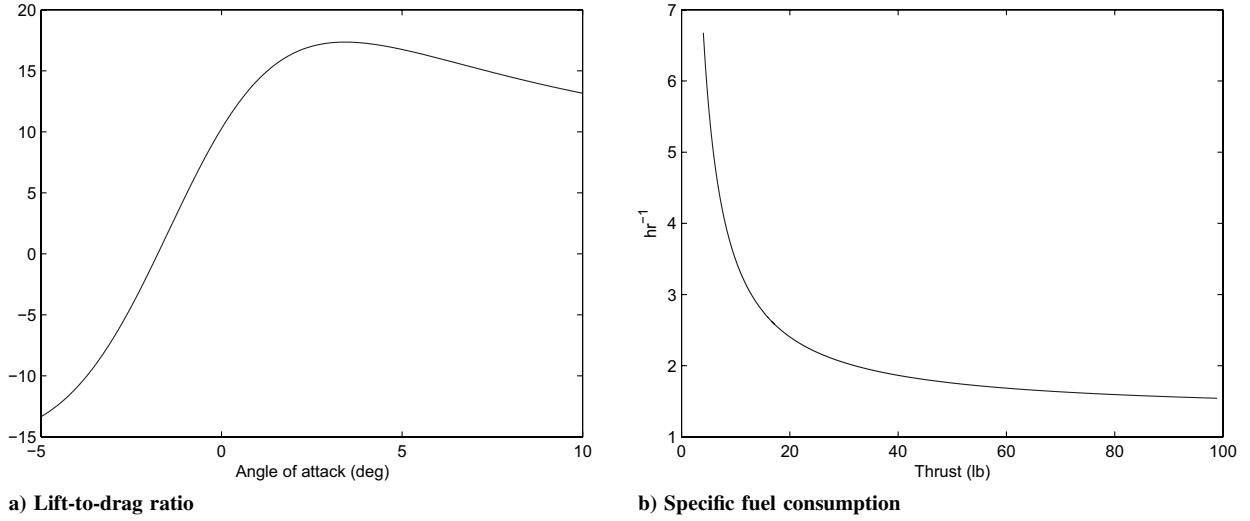 20
15
10
5
0
−5
−10
−15
−5 0 5 10
Angle of attack (deg)
a) Lift-to-drag ratio
7
6
5
4
3
2
1
hr−1
0 20 40 60 80 100
Thrust (lb)
b) Specific fuel consumption